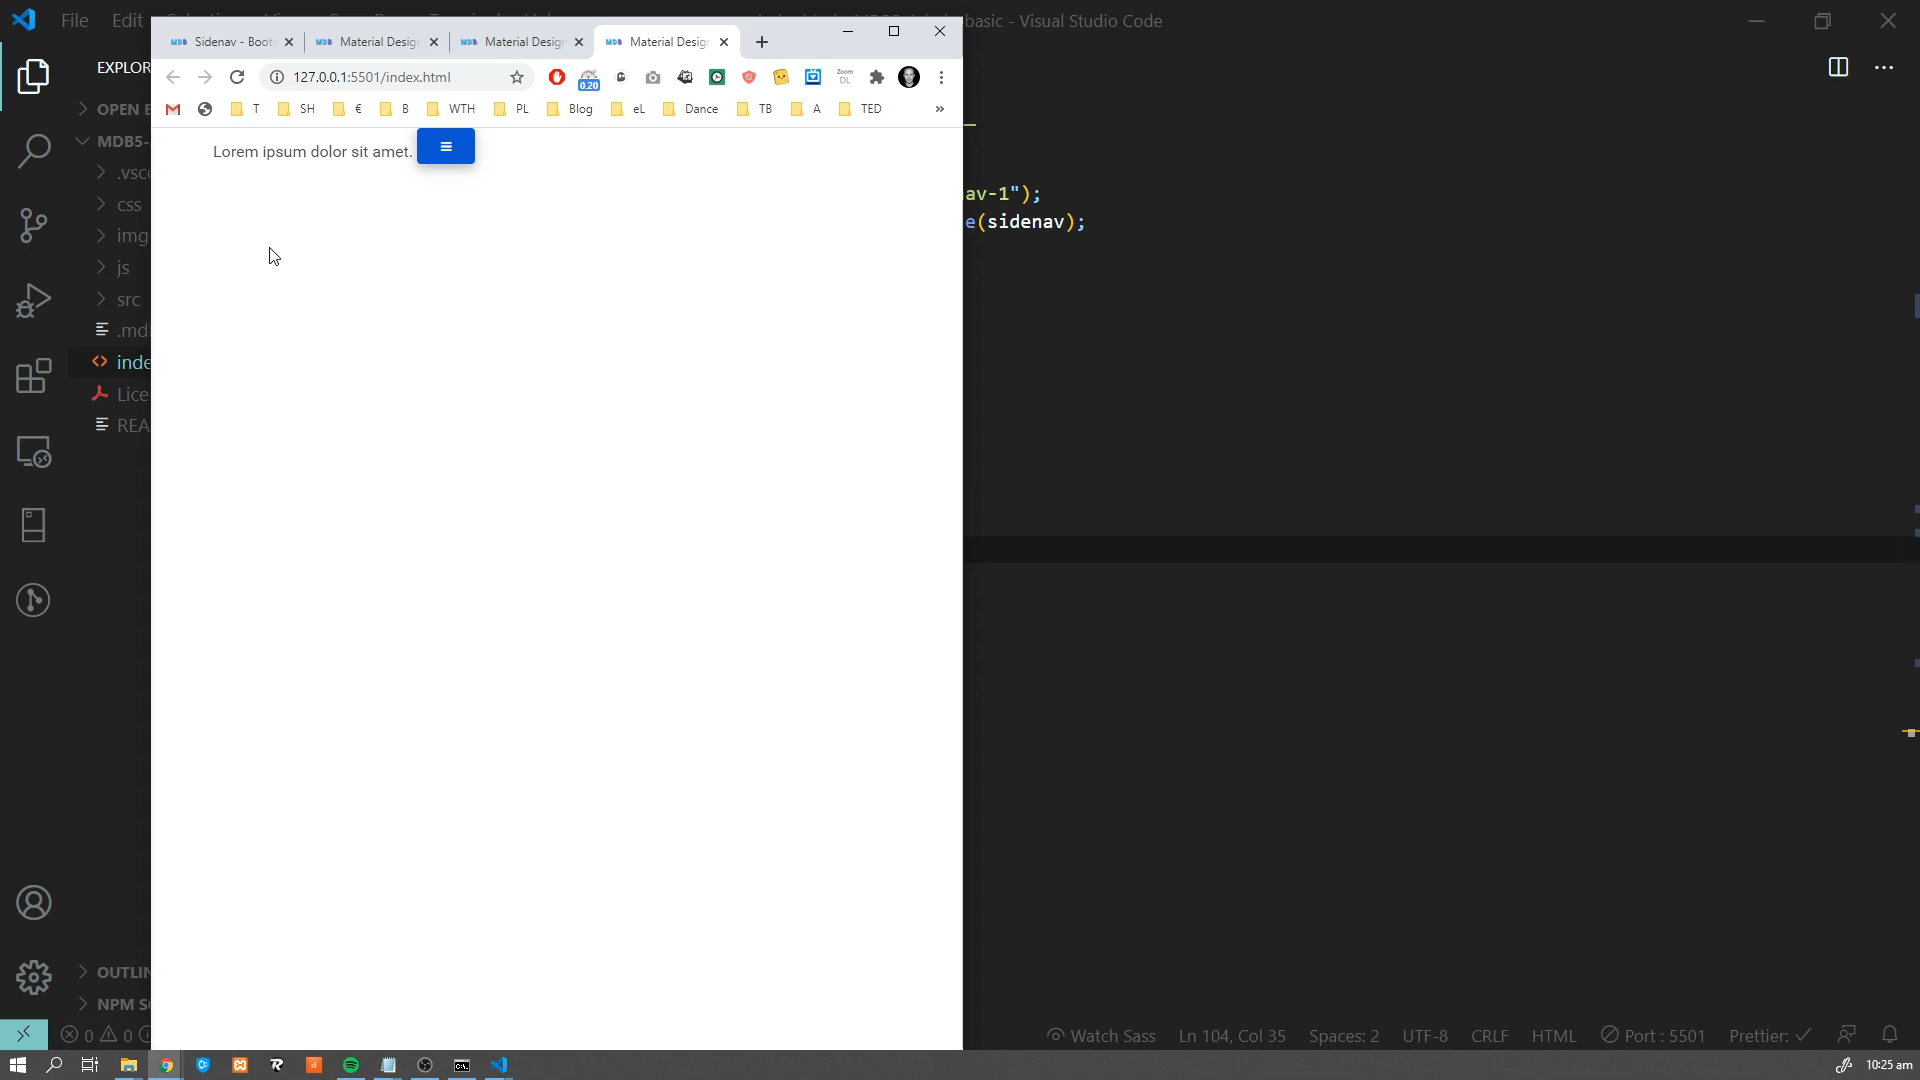 File Edit
basic - Visual Studio Code
Sidenav - Boot
Material Desig
Material Desig
Material Desig
127.0.0.1:5501/index.html
0.20
Zoom
DL
T SH € B WTH PL Blog eL Dance TB A TED »
Lorem ipsum dolor sit amet.
EXPLOR
OPEN E
MDB5-
.vsc
css
img
js
src
.md
inde
Lice
REA
OUTLIN
NPM S
av-1");
e(sidenav);
0 0
Watch Sass Ln 104, Col 35 Spaces: 2 UTF-8 CRLF HTML Port : 5501 Prettier: ✓
10:25 am